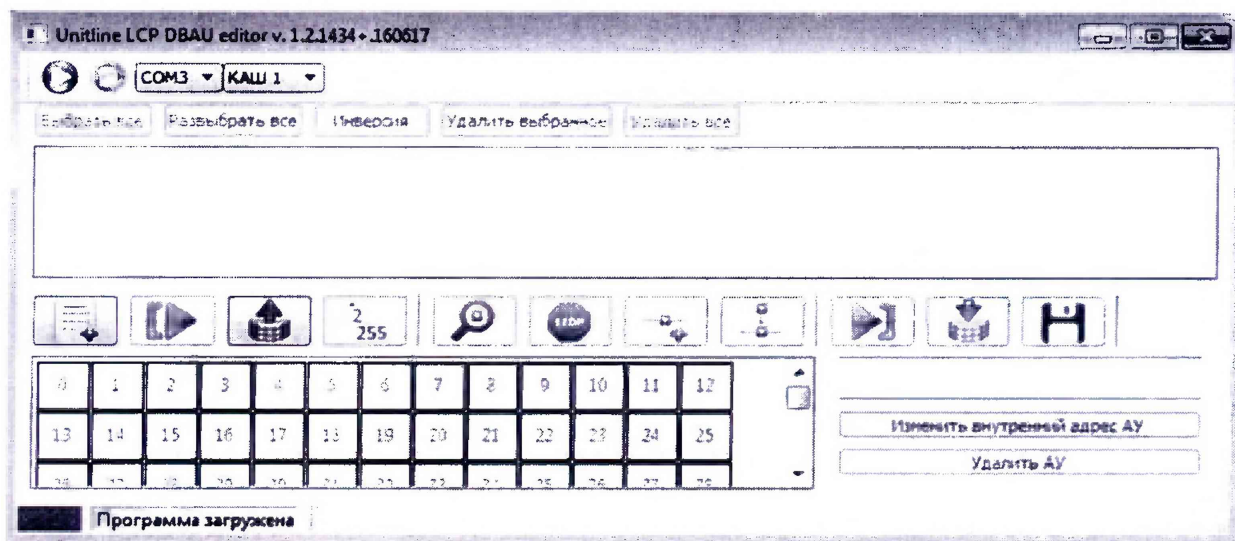 Unitline LCP DBAU editor v. 1.2.1434+.160617
COM3 КАШ 1
Выбрать все Развыбрать все Инверсия Удалить выбранное Удалить все
2 255 STOP
0 1 2 3 4 5 6 7 8 9 10 11 12
13 14 15 16 17 18 19 20 21 22 23 24 25
Изменить внутренний адрес АУ
Удалить АУ
Программа загружена